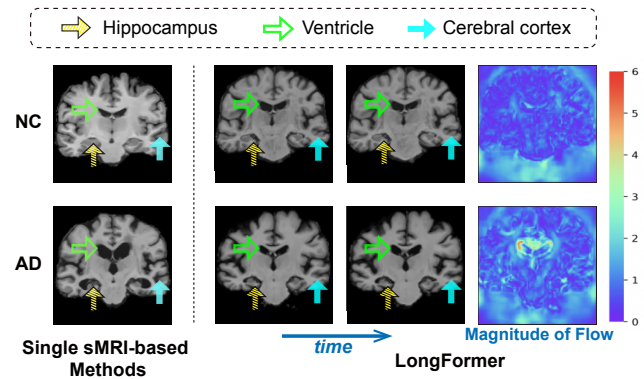 Hippocampus Ventricle Cerebral cortex
NC
AD
6
5
4
3
2
1
0
time
Magnitude of Flow
Single sMRI-based
Methods
LongFormer